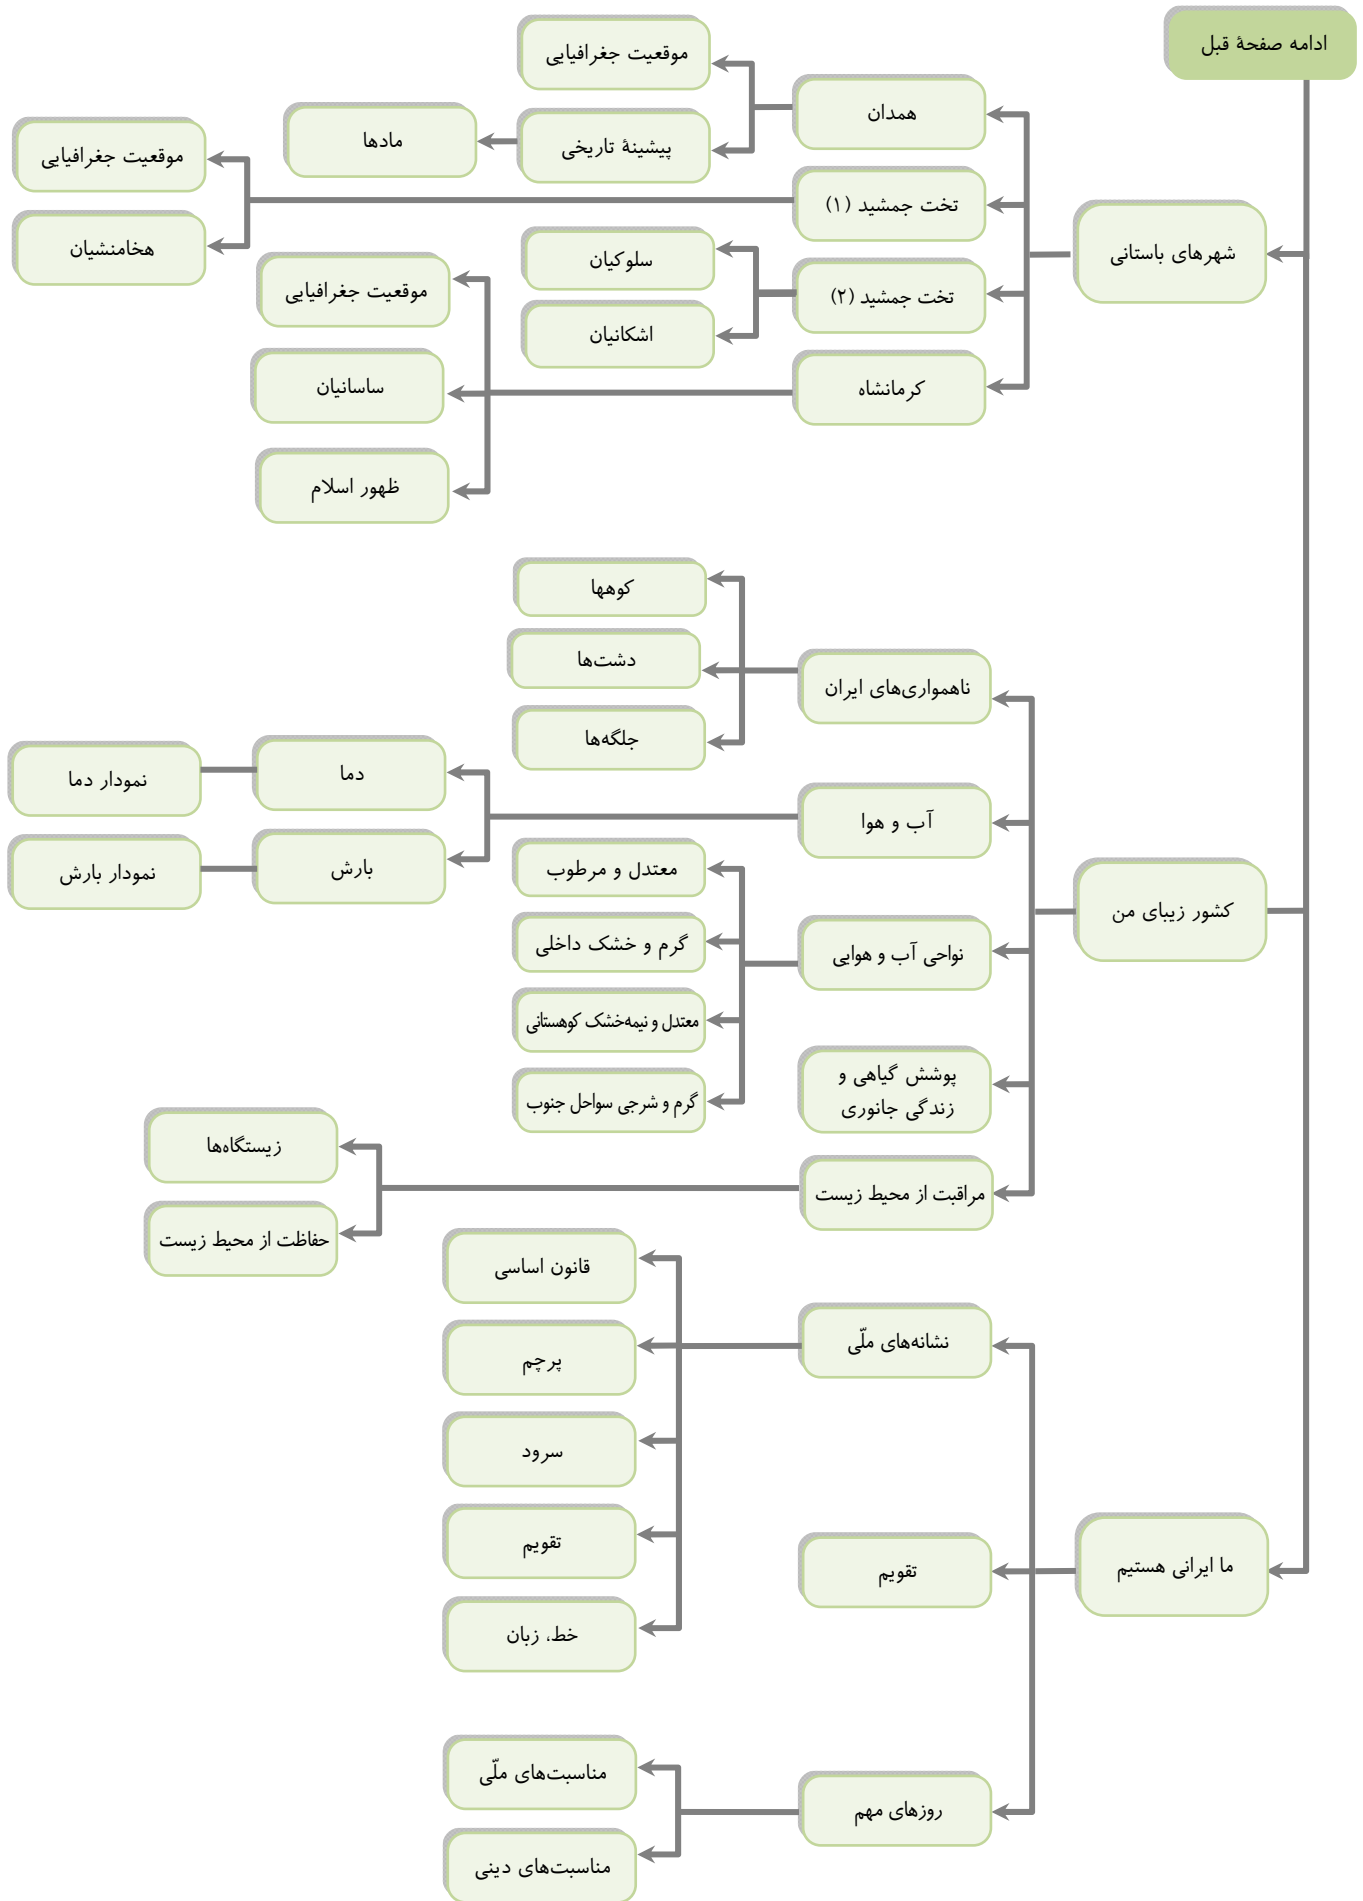 ادامه صفحهٔ قبل
شهرهای باستانی
همدان
موقعیت جغرافیایی
پیشینهٔ تاریخی
مادها
تخت جمشید (۱)
موقعیت جغرافیایی
هخامنشیان
تخت جمشید (۲)
سلوکیان
اشکانیان
کرمانشاه
موقعیت جغرافیایی
ساسانیان
ظهور اسلام
کشور زیبای من
ناهمواری‌های ایران
کوهها
دشت‌ها
جلگه‌ها
آب و هوا
دما
نمودار دما
بارش
نمودار بارش
نواحی آب و هوایی
معتدل و مرطوب
گرم و خشک داخلی
معتدل و نیمه‌خشک کوهستانی
گرم و شرجی سواحل جنوب
پوشش گیاهی و
زندگی جانوری
مراقبت از محیط زیست
زیستگاه‌ها
حفاظت از محیط زیست
ما ایرانی هستیم
نشانه‌های ملّی
قانون اساسی
پرچم
سرود
تقویم
خط، زبان
تقویم
روزهای مهم
مناسبت‌های ملّی
مناسبت‌های دینی